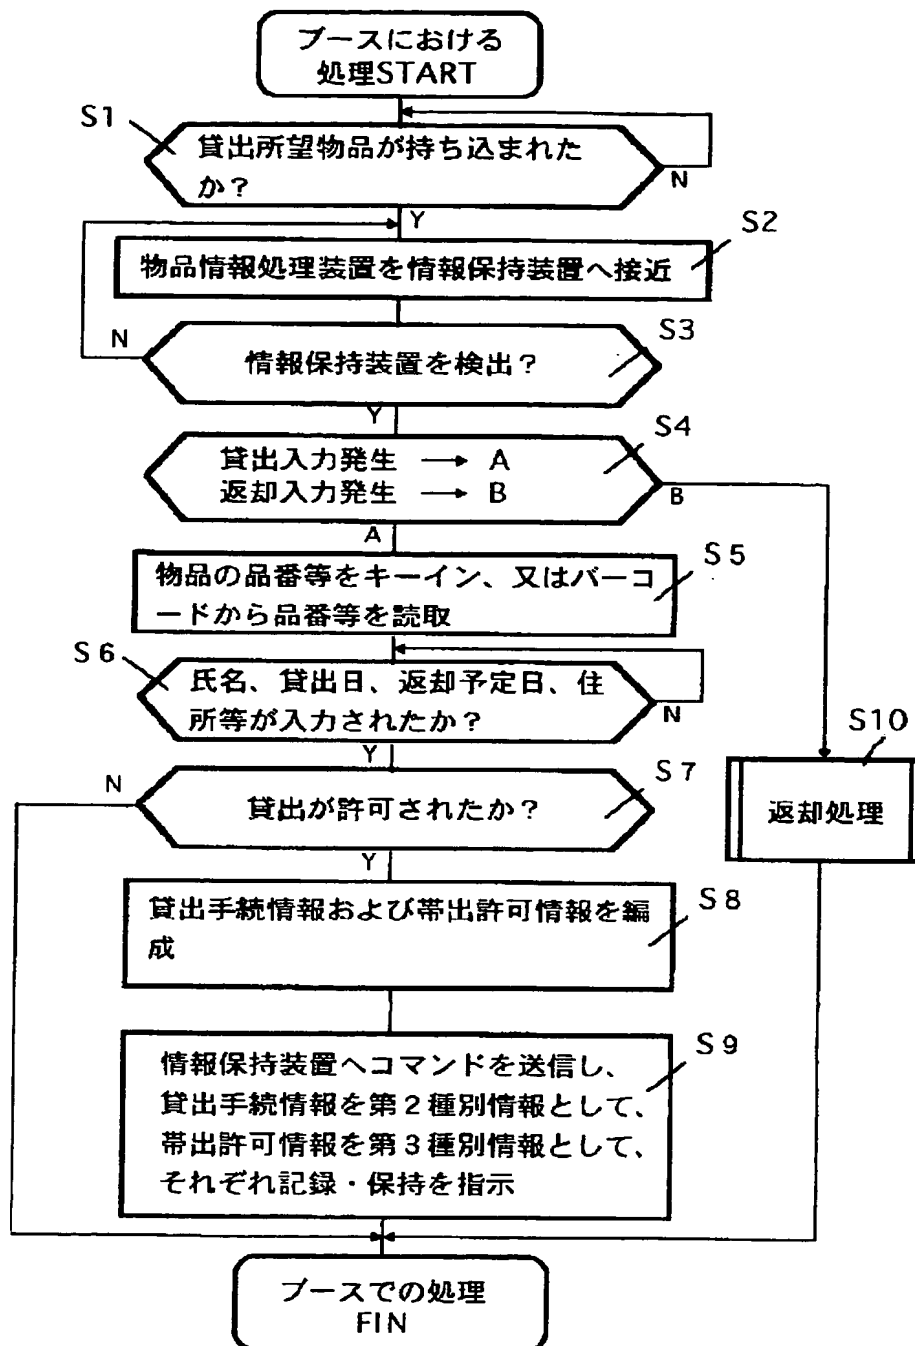 ブースにおける
処理START
S1
貸出所望物品が持ち込まれた
か？
N
Y
S2
物品情報処理装置を情報保持装置へ接近
N
S3
情報保持装置を検出？
Y
S4
貸出入力発生 → A
返却入力発生 → B
B
A
S5
物品の品番等をキーイン、又はバーコ
ードから品番等を読取
S6
氏名、貸出日、返却予定日、住
所等が入力されたか？
N
Y
S10
返却処理
N
S7
貸出が許可されたか？
Y
S8
貸出手続情報および帯出許可情報を編
成
S9
情報保持装置へコマンドを送信し、
貸出手続情報を第２種別情報として、
帯出許可情報を第３種別情報として、
それぞれ記録・保持を指示
ブースでの処理
FIN